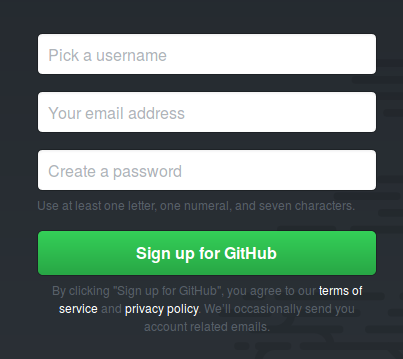 Pick a username
Your email address
Create a password
Use at least one letter, one numeral, and seven characters.
Sign up for GitHub
By clicking "Sign up for GitHub", you agree to our terms of
service and privacy policy. We'll occasionally send you
account related emails.